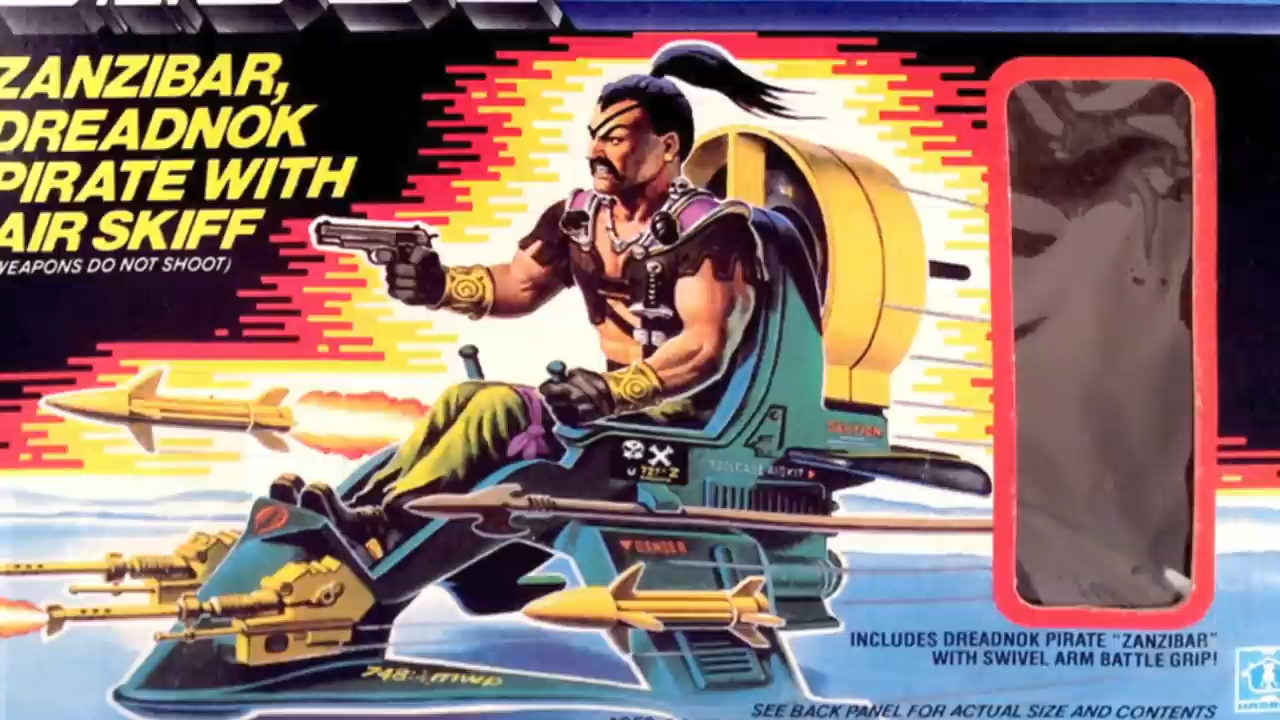 ZANZIBAR,
DREADNOK
PIRATE WITH
AIR SKIFF
WEAPONS DO NOT SHOOT)
CAUTION
DANGER
INCLUDES DREADNOK PIRATE "ZANZIBAR"
WITH SWIVEL ARM BATTLE GRIP!
SEE BACK PANEL FOR ACTUAL SIZE AND CONTENTS